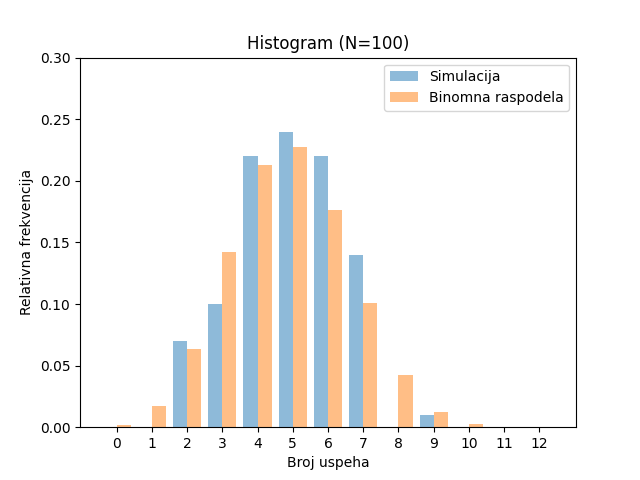 Histogram (N=100)
Simulacija
Binomna raspodela
Relativna frekvencija
0.30
0.25
0.20
0.15
0.10
0.05
0.00
0 1 2 3 4 5 6 7 8 9 10 11 12
Broj uspeha